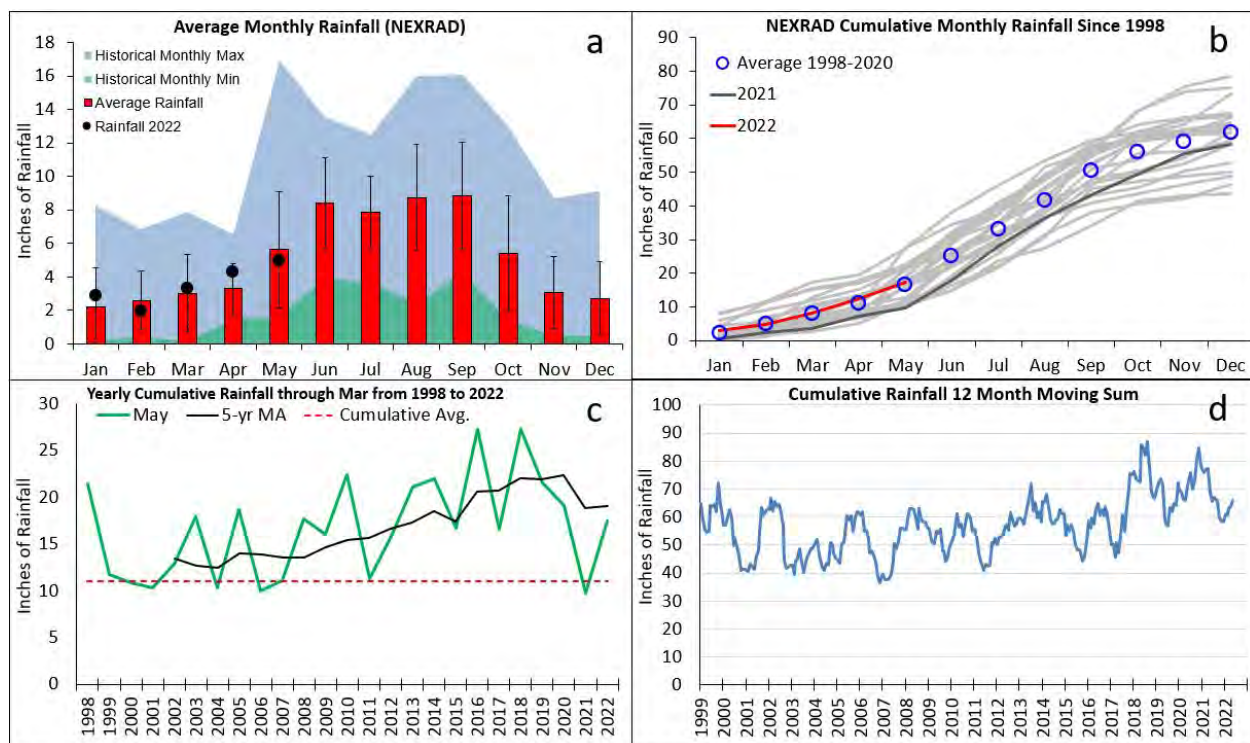 Average Monthly Rainfall (NEXRAD)
a
Inches of Rainfall
18
16
14
12
10
8
6
4
2
0
Historical Monthly Max
Historical Monthly Min
Average Rainfall
Rainfall 2022
Jan Feb Mar Apr May Jun Jul Aug Sep Oct Nov Dec
NEXRAD Cumulative Monthly Rainfall Since 1998
b
Inches of Rainfall
90
80
70
60
50
40
30
20
10
0
Average 1998-2020
2021
2022
Jan Feb Mar Apr May Jun Jul Aug Sep Oct Nov Dec
Yearly Cumulative Rainfall through Mar from 1998 to 2022
May 5-yr MA Cumulative Avg.
c
Inches of Rainfall
30
25
20
15
10
5
0
1998 1999 2000 2001 2002 2003 2004 2005 2006 2007 2008 2009 2010 2011 2012 2013 2014 2015 2016 2017 2018 2019 2020 2021 2022
Cumulative Rainfall 12 Month Moving Sum
d
Inches of Rainfall
100
90
80
70
60
50
40
30
20
10
0
1999 2000 2001 2002 2003 2004 2005 2006 2007 2008 2009 2010 2011 2012 2013 2014 2015 2016 2017 2018 2019 2020 2021 2022